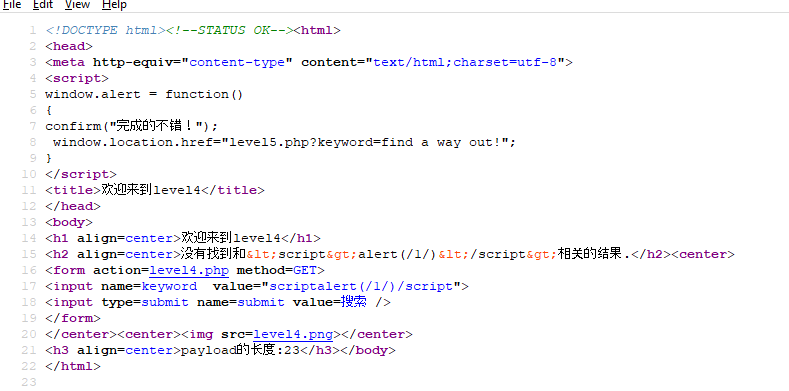 File Edit View Help
1 <!DOCTYPE html><!--STATUS OK--><html>
2 <head>
3 <meta http-equiv="content-type" content="text/html;charset=utf-8">
4 <script>
5 window.alert = function()
6 {
7 confirm("完成的不错！");
8  window.location.href="level5.php?keyword=find a way out!";
9 }
10 </script>
11 <title>欢迎来到level4</title>
12 </head>
13 <body>
14 <h1 align=center>欢迎来到level4</h1>
15 <h2 align=center>没有找到和&lt;script&gt;alert(/1/)&lt;/script&gt;相关的结果.</h2><center>
16 <form action=level4.php method=GET>
17 <input name=keyword  value="scriptalert(/1/)/script">
18 <input type=submit name=submit value=搜索 />
19 </form>
20 </center><center><img src=level4.png></center>
21 <h3 align=center>payload的长度:23</h3></body>
22 </html>
23